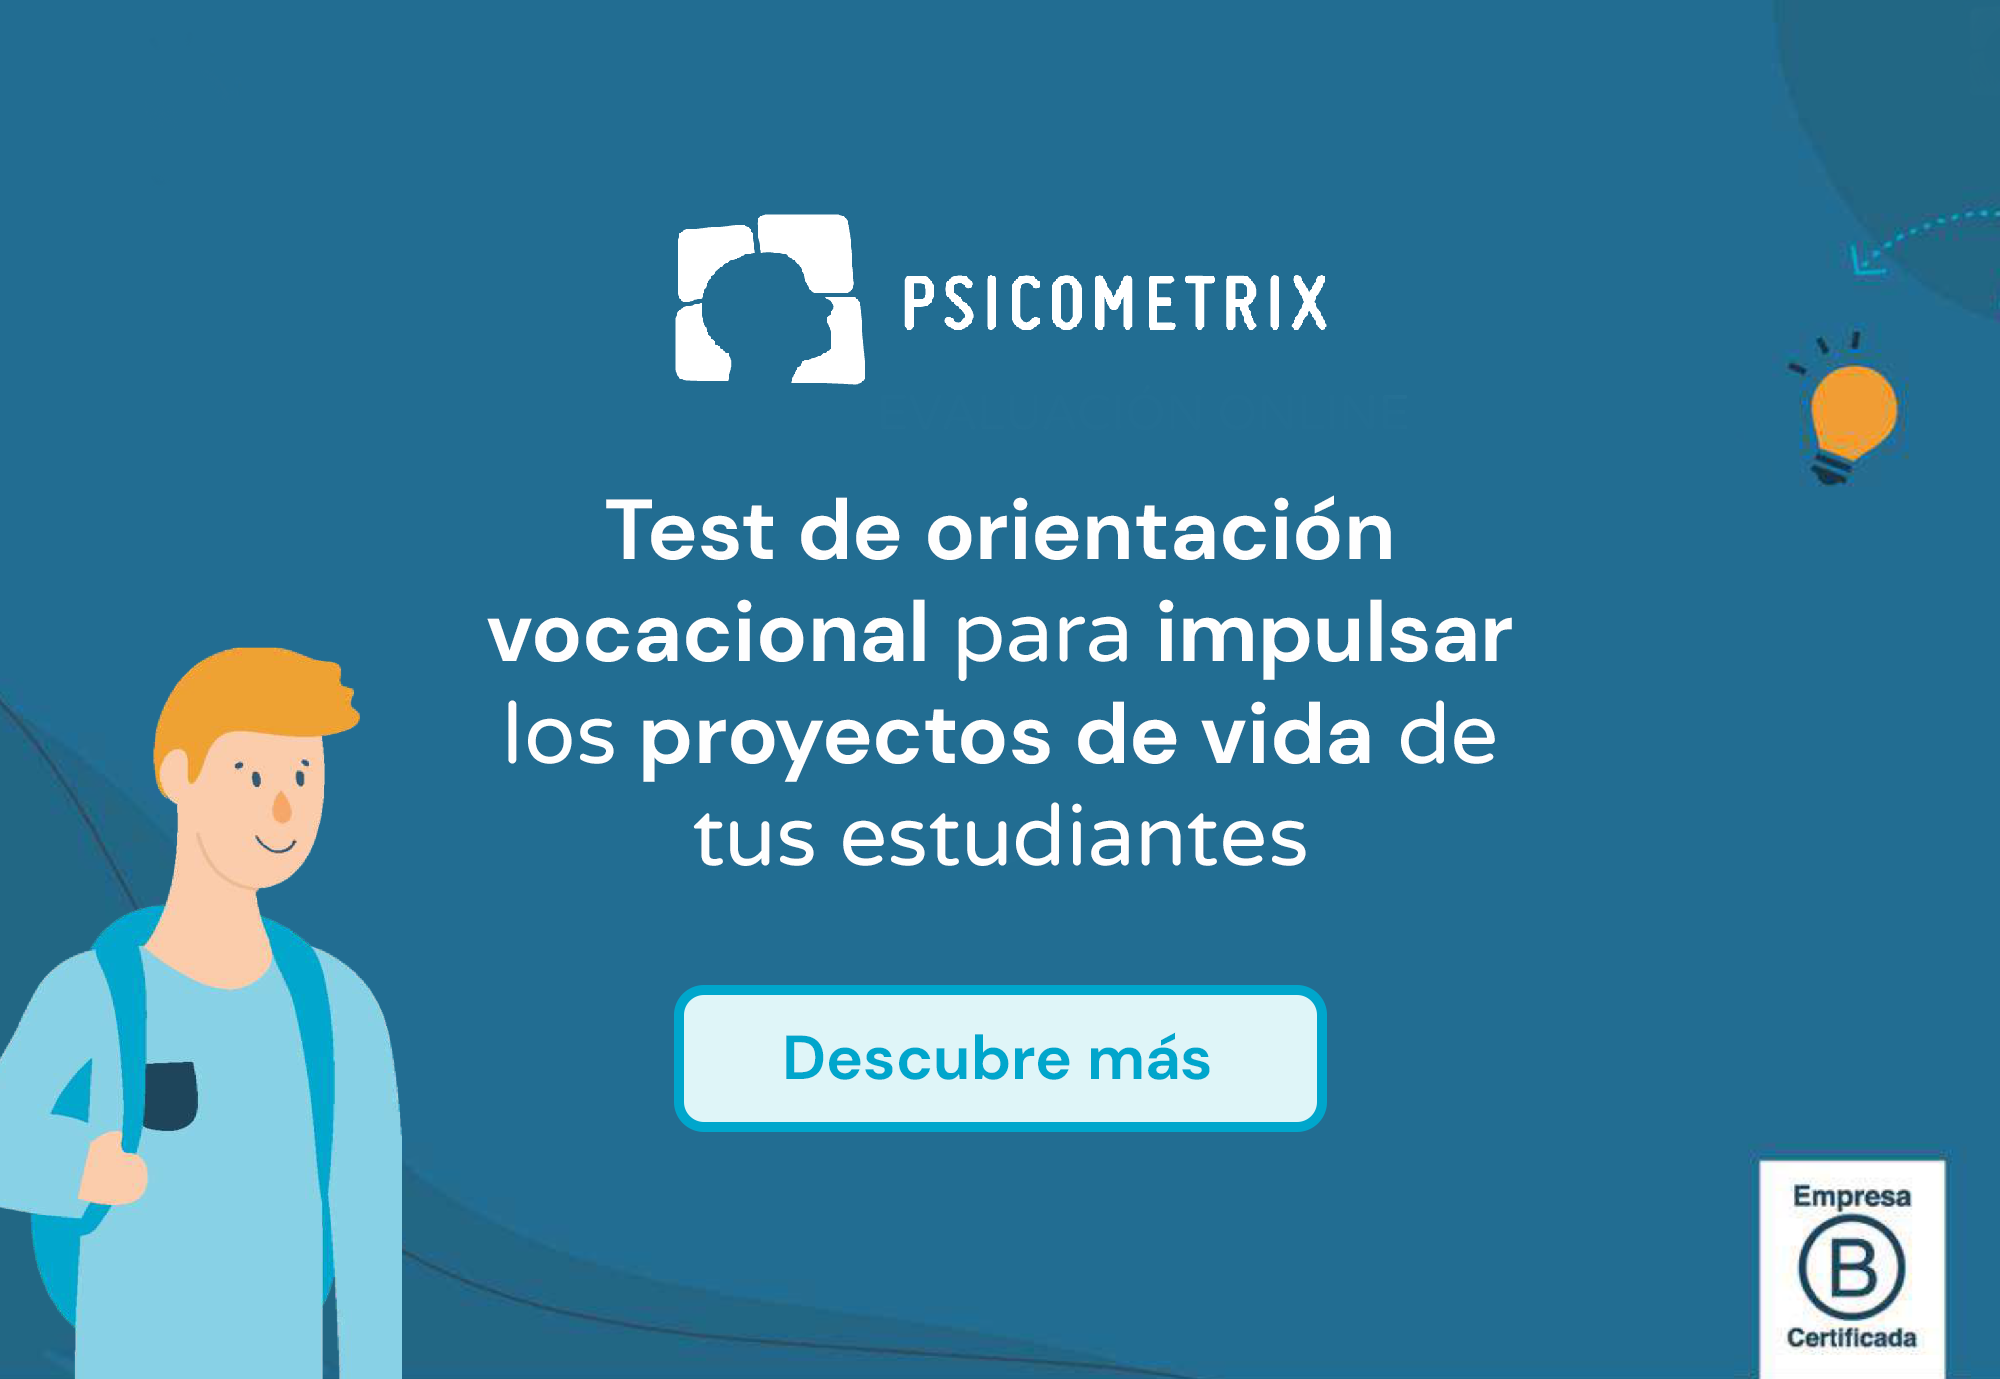 PSICOMETRIX
Test de orientación
vocacional para impulsar
los proyectos de vida de
tus estudiantes
Descubre más
Empresa
B
Certificada